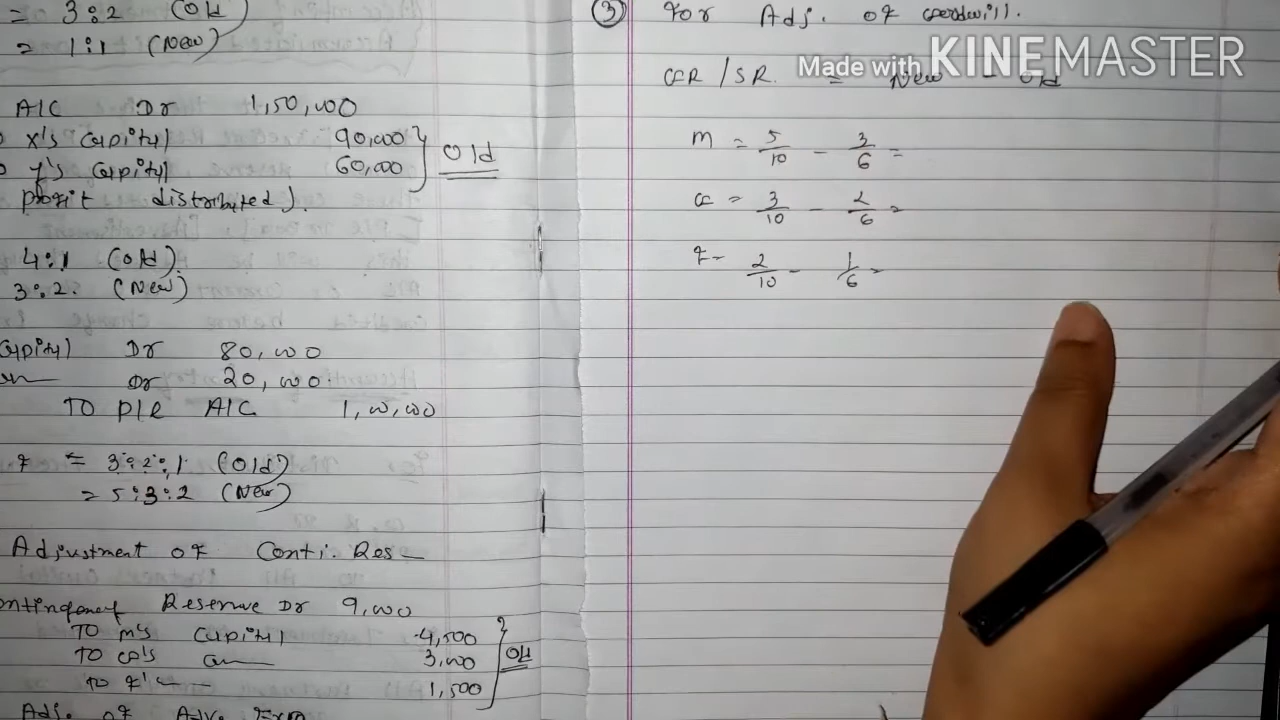 = 3:2 (Old)
= 1:1 (New)
A/C Dr 1,50,000
X's Capital 90,000
Y's Capital 60,000
Old
profit distributed).
4:1 (Old)
3:2. (New)
Capital Dr 80,000
Dr 20,000.
TO P/L A/C 1,00,000
= 3:2:1 (Old)
= 5:3:2 (New)
Adjustment of Conti. Res
Contingency Reserve Dr 9,000
TO M's Capital 4,500
TO 3,000
TO 1,500
Old
Adj. of Adv. Exp
③ For Adj. of Goodwill.
Made with KINEMASTER
GR / SR. = New - Old
M = 5/10 - 3/6 =
= 3/10 - 2/6 =
= 2/10 - 1/6 =